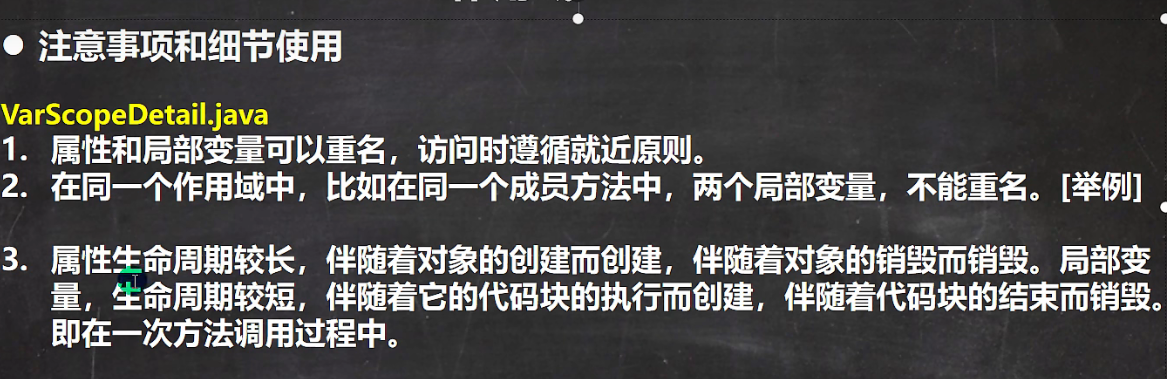 ● 注意事项和细节使用
VarScopeDetail.java
1. 属性和局部变量可以重名，访问时遵循就近原则。
2. 在同一个作用域中，比如在同一个成员方法中，两个局部变量，不能重名。[举例]
3. 属性生命周期较长，伴随着对象的创建而创建，伴随着对象的销毁而销毁。局部变
量，生命周期较短，伴随着它的代码块的执行而创建，伴随着代码块的结束而销毁。
即在一次方法调用过程中。